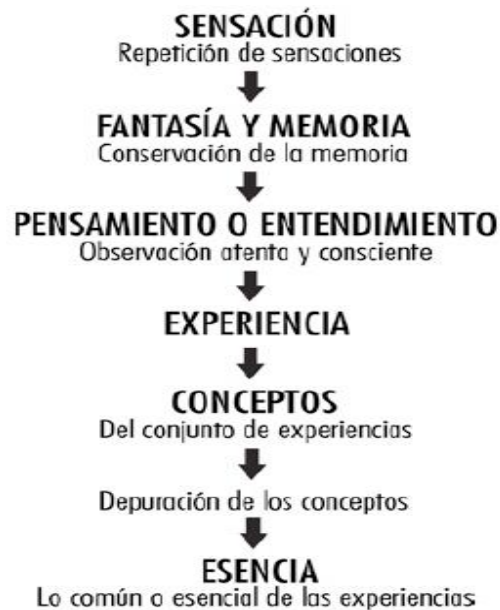 SENSACIÓN
Repetición de sensaciones
FANTASÍA Y MEMORIA
Conservación de la memoria
PENSAMIENTO O ENTENDIMIENTO
Observación atenta y consciente
EXPERIENCIA
CONCEPTOS
Del conjunto de experiencias
Depuración de los conceptos
ESENCIA
Lo común o esencial de las experiencias